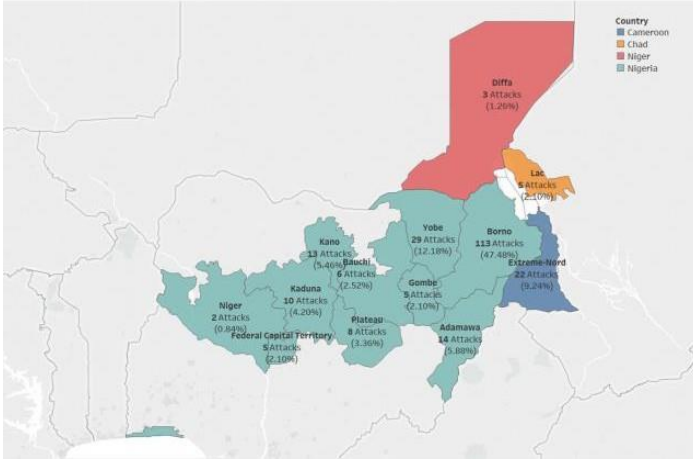 Country
Cameroon
Chad
Niger
Nigeria
Diffa
3 Attacks
(1.26%)
Lac
5 Attacks
(2.10%)
Yobe
29 Attacks
(12.18%)
Borno
113 Attacks
(47.48%)
Extreme-Nord
22 Attacks
(9.24%)
Kano
13 Attacks
(5.46%)
Bauchi
6 Attacks
(2.52%)
Gombe
5 Attacks
(2.10%)
Kaduna
10 Attacks
(4.20%)
Niger
2 Attacks
(0.84%)
Federal Capital Territory
5 Attacks
(2.10%)
Plateau
8 Attacks
(3.36%)
Adamawa
14 Attacks
(5.88%)